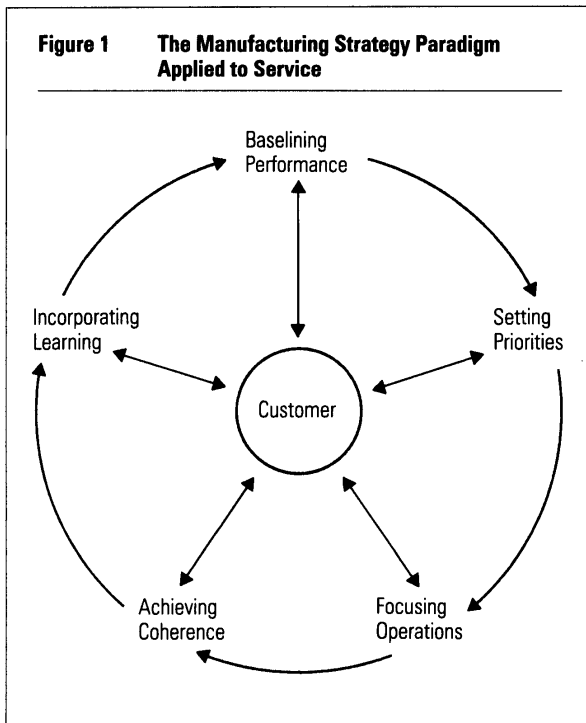 Figure 1 The Manufacturing Strategy Paradigm
Applied to Service
Baselining
Performance
Setting
Priorities
Focusing
Operations
Achieving
Coherence
Incorporating
Learning
Customer